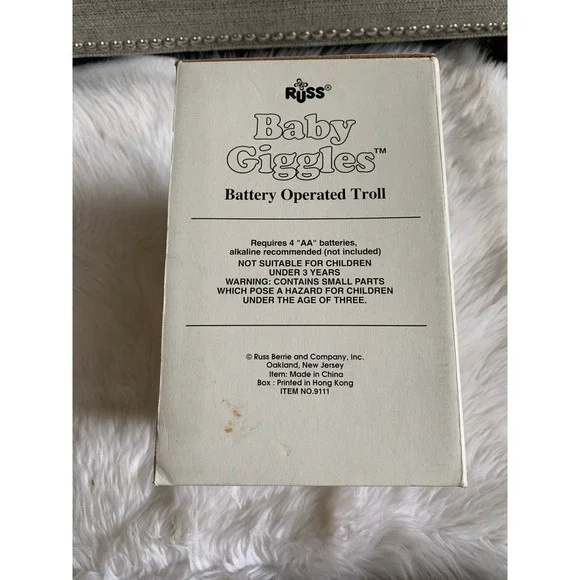 RUSS®
Baby
Giggles™
Battery Operated Troll
Requires 4 "AA" batteries,
alkaline recommended (not included)
NOT SUITABLE FOR CHILDREN
UNDER 3 YEARS
WARNING: CONTAINS SMALL PARTS
WHICH POSE A HAZARD FOR CHILDREN
UNDER THE AGE OF THREE.
© Russ Berrie and Company, Inc.
Oakland, New Jersey
Item: Made in China
Box : Printed in Hong Kong
ITEM NO.9111